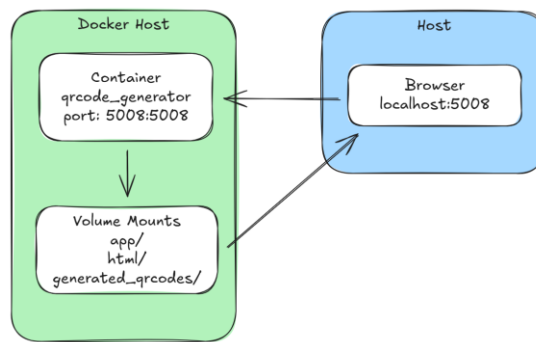 Docker Host
Container
qrcode_generator
port: 5008:5008
Volume Mounts
app/
html/
generated_qrcodes/
Host
Browser
localhost:5008